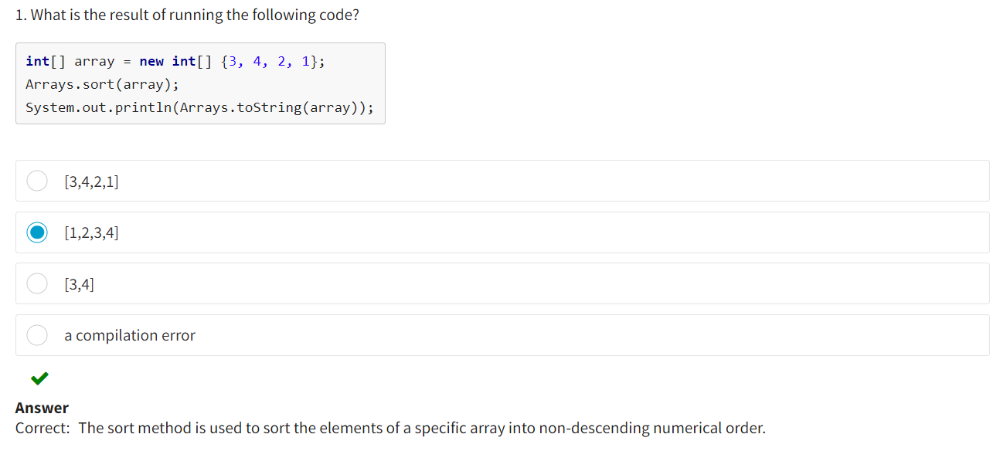 1. What is the result of running the following code?
int[] array = new int[] {3, 4, 2, 1};
Arrays.sort(array);
System.out.println(Arrays.toString(array));
[3,4,2,1]
[1,2,3,4]
[3,4]
a compilation error
Answer
Correct: The sort method is used to sort the elements of a specific array into non-descending numerical order.